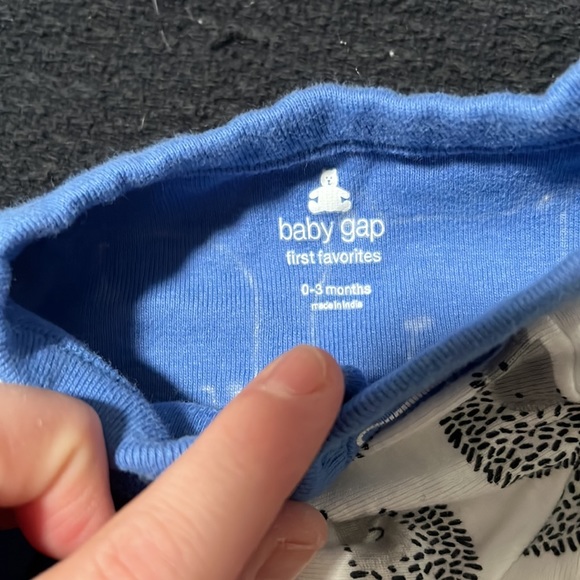 baby gap
first favorites
0-3 months
made in India